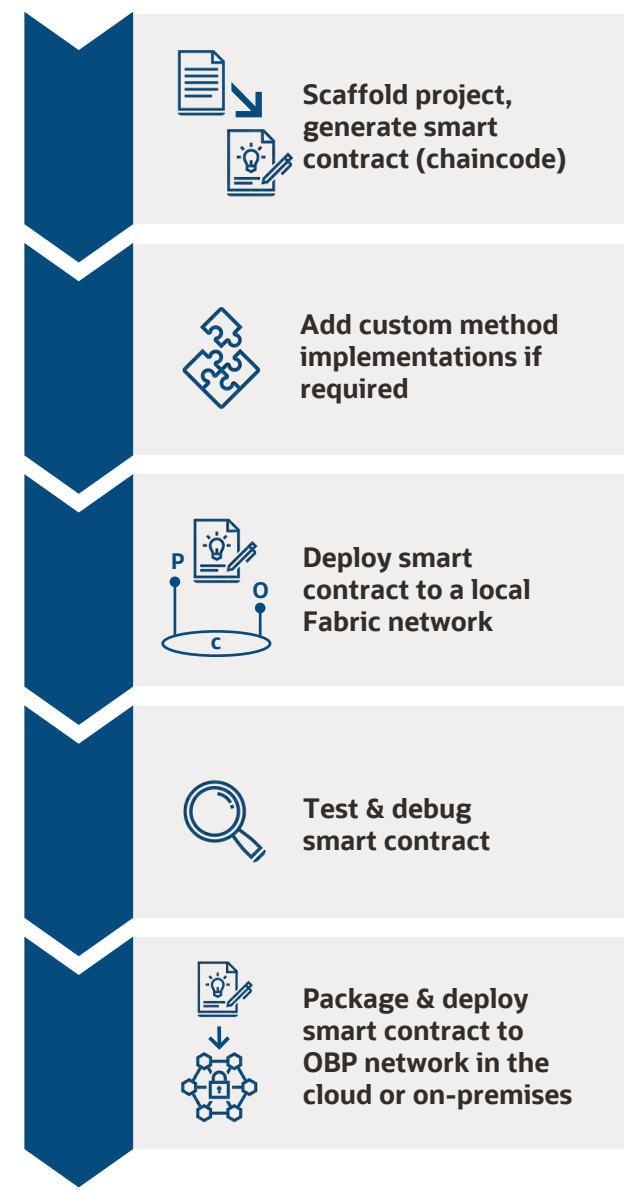 Scaffold project,
generate smart
contract (chaincode)
Add custom method
implementations if
required
P
O
C
Deploy smart
contract to a local
Fabric network
Test & debug
smart contract
Package & deploy
smart contract to
OBP network in the
cloud or on-premises